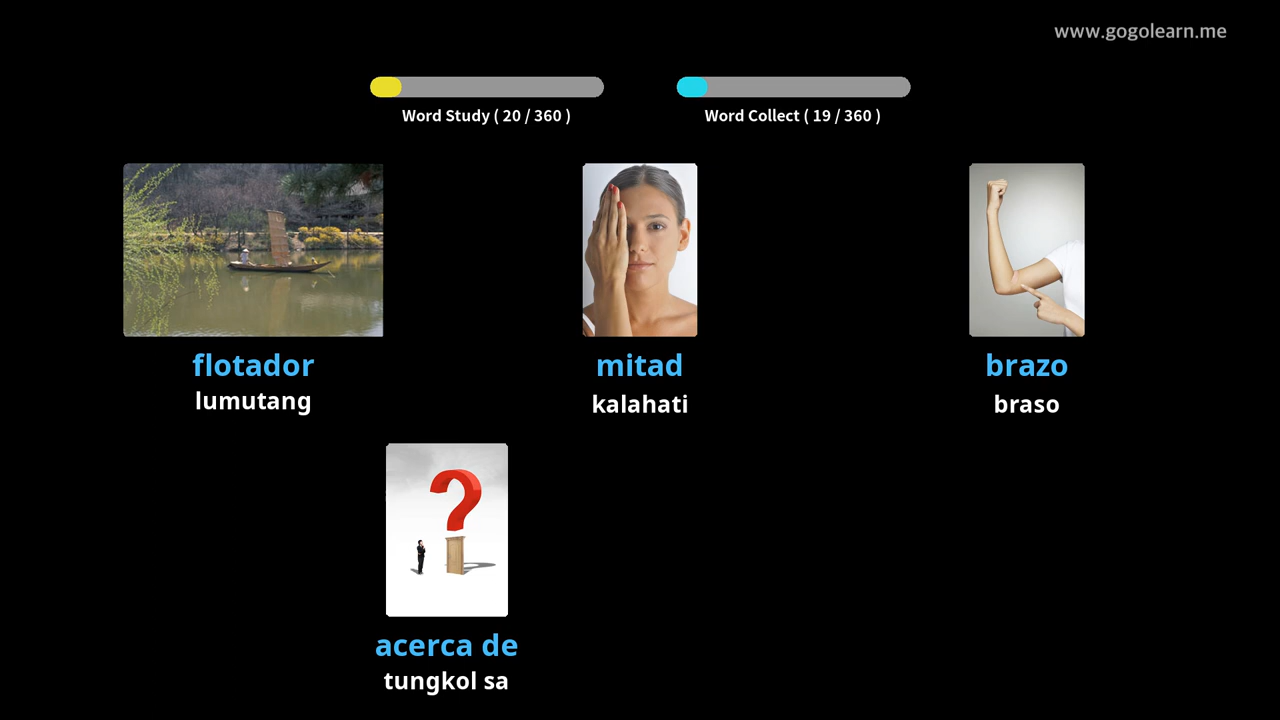 www.gogolearn.me
Word Study ( 20 / 360 )
Word Collect ( 19 / 360 )
flotador
lumutang
mitad
kalahati
brazo
braso
acerca de
tungkol sa